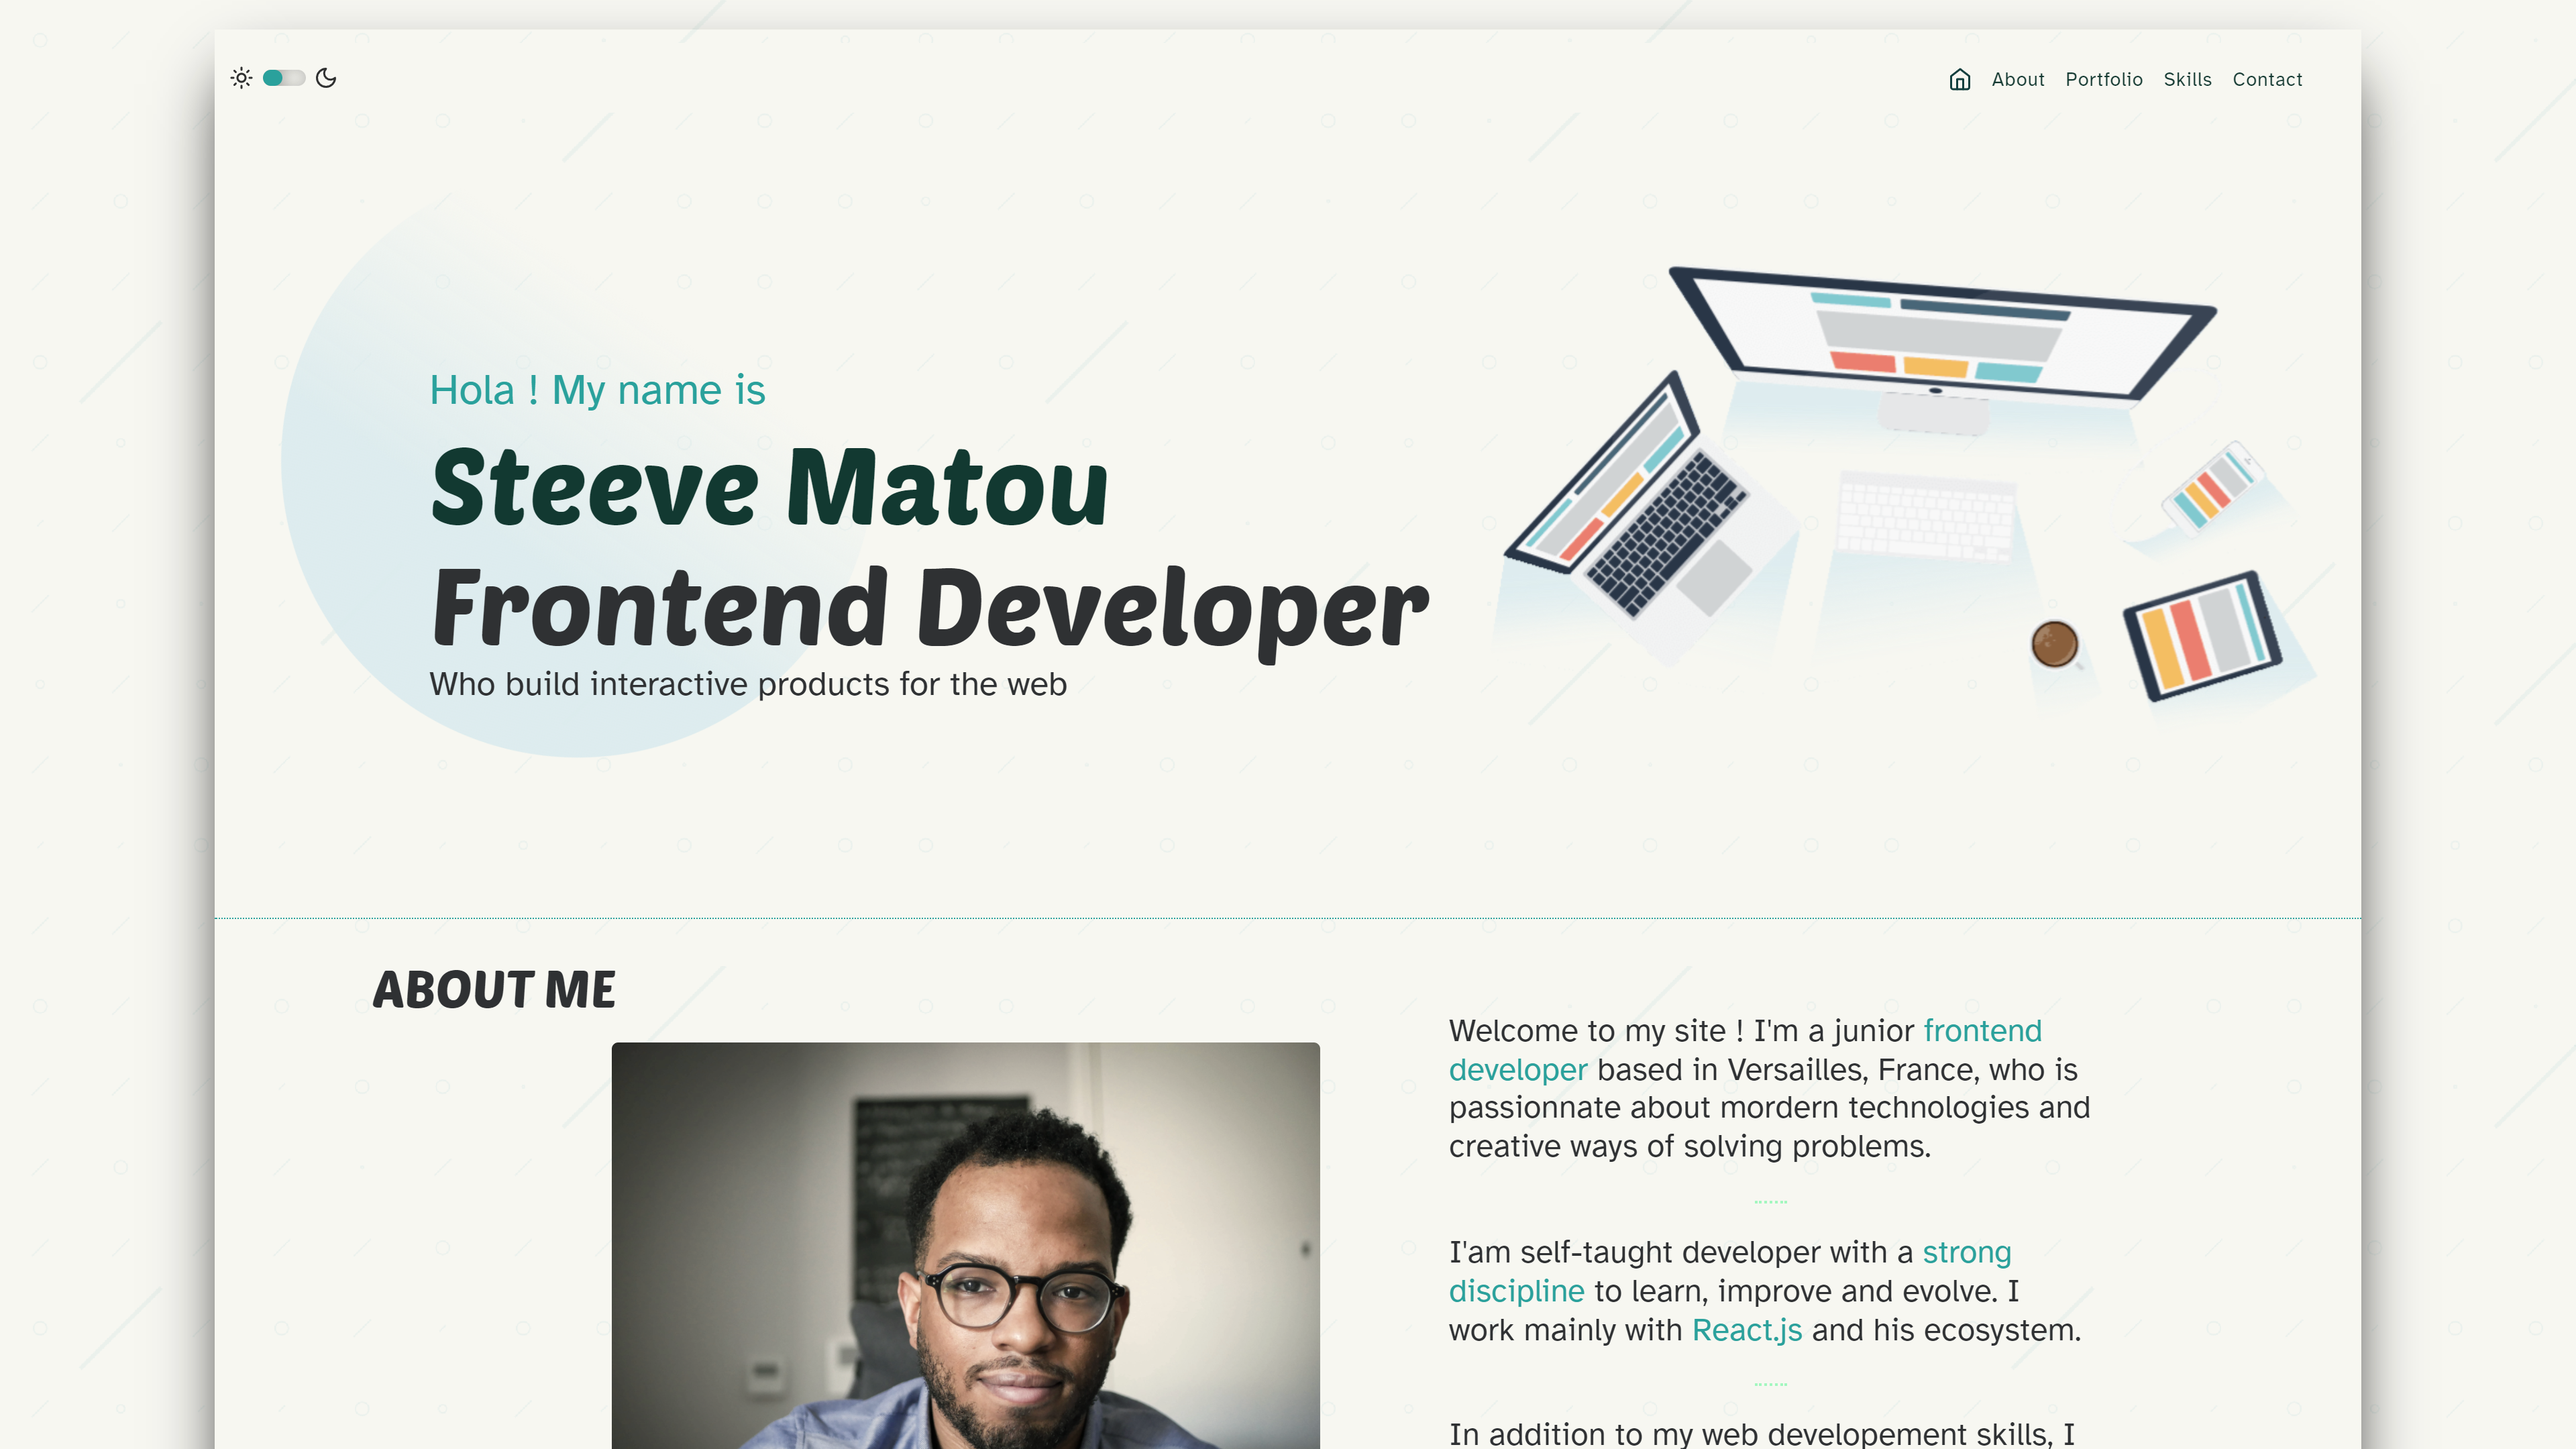 About Portfolio Skills Contact
Hola ! My name is
Steeve Matou
Frontend Developer
Who build interactive products for the web
ABOUT ME
Welcome to my site ! I'm a junior frontend
developer based in Versailles, France, who is
passionnate about mordern technologies and
creative ways of solving problems.
I'am self-taught developer with a strong
discipline to learn, improve and evolve. I
work mainly with React.js and his ecosystem.
In addition to my web developement skills, I